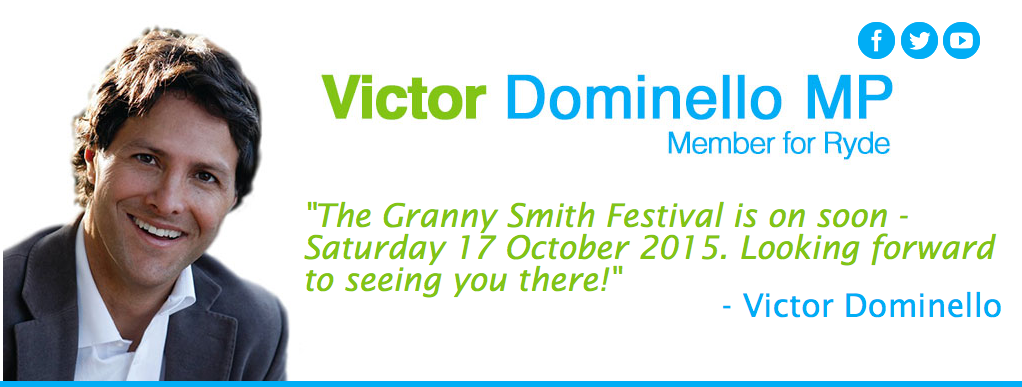 Victor Dominello MP
Member for Ryde
"The Granny Smith Festival is on soon -
Saturday 17 October 2015. Looking forward
to seeing you there!"
- Victor Dominello